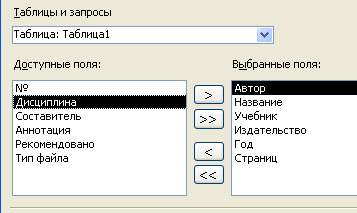 Таблицы и запросы
Таблица: Таблица1
Доступные поля:
№
Дисциплина
Составитель
Аннотация
Рекомендовано
Тип файла
>
>>
<
<<
Выбранные поля:
Автор
Название
Учебник
Издательство
Год
Страниц